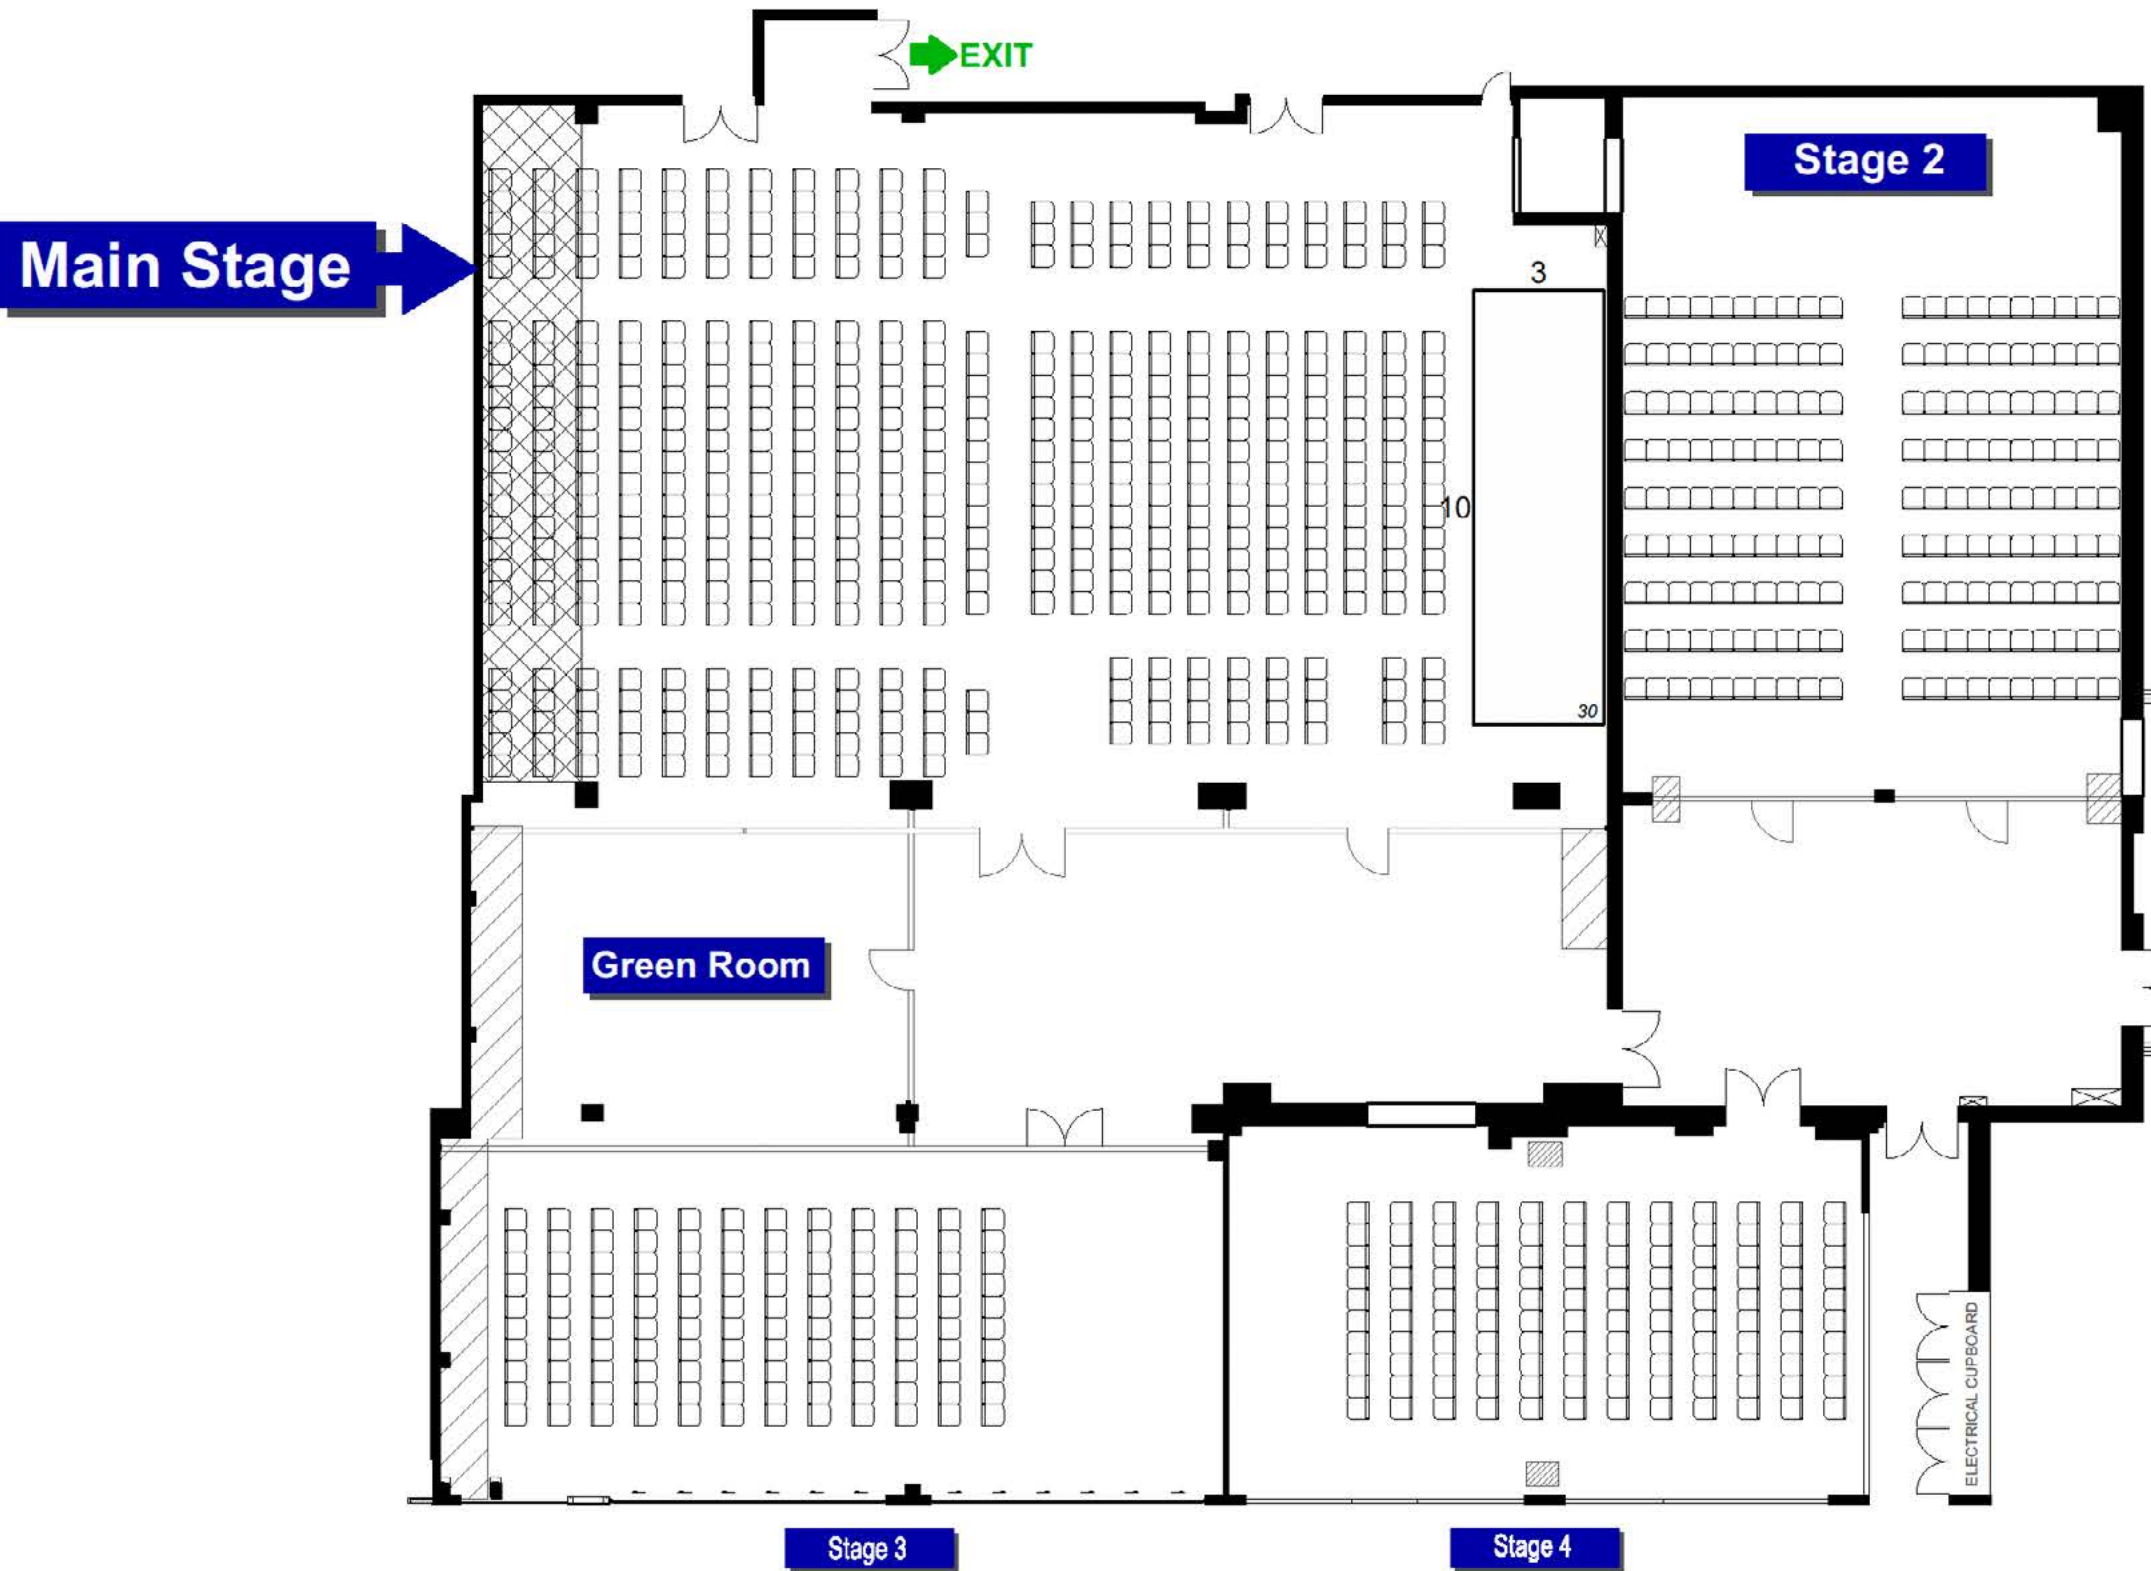 EXIT
Stage 2
Main Stage
3
10
30
Green Room
ELECTRICAL CUPBOARD
Stage 3
Stage 4